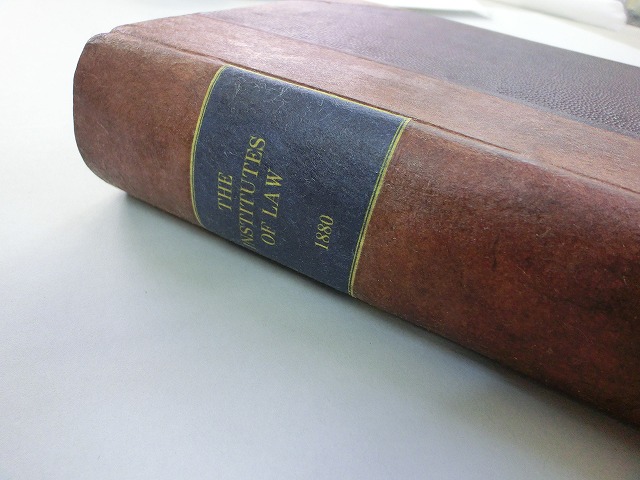 THE
INSTITUTES
OF LAW
1880